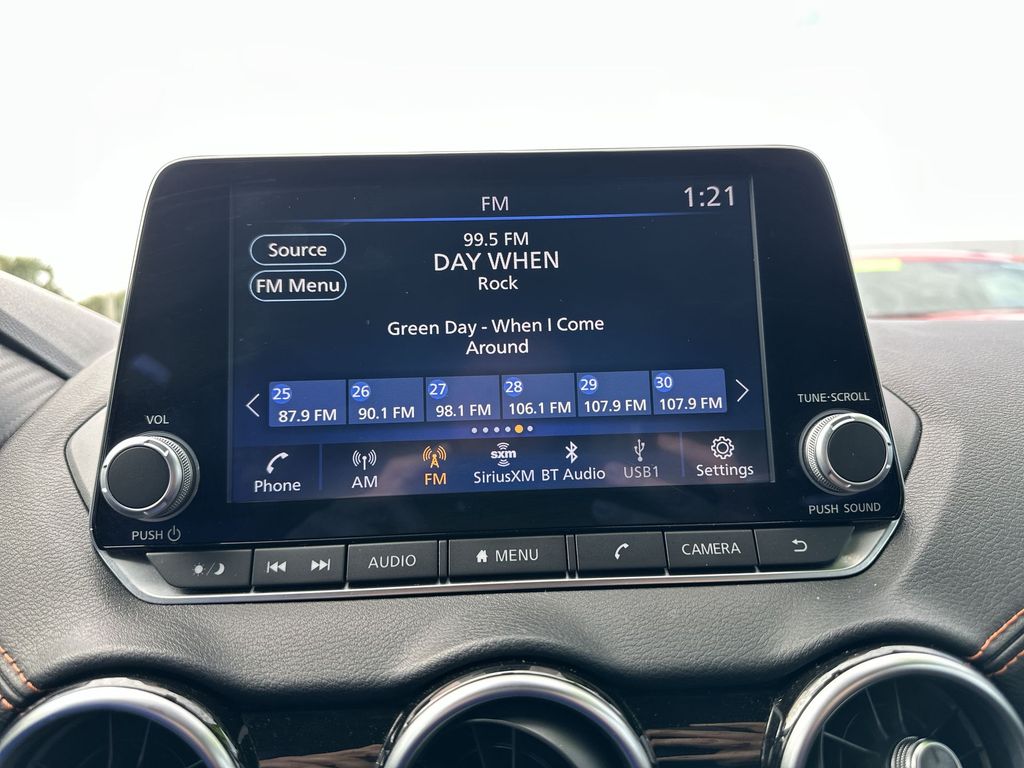 FM
1:21
Source
FM Menu
99.5 FM
DAY WHEN
Rock
Green Day - When I Come
Around
25
87.9 FM
26
90.1 FM
27
98.1 FM
28
106.1 FM
29
107.9 FM
30
107.9 FM
Phone
AM
FM
sxm
SiriusXM
BT Audio
USB1
Settings
VOL
PUSH
TUNE·SCROLL
PUSH SOUND
AUDIO
MENU
CAMERA